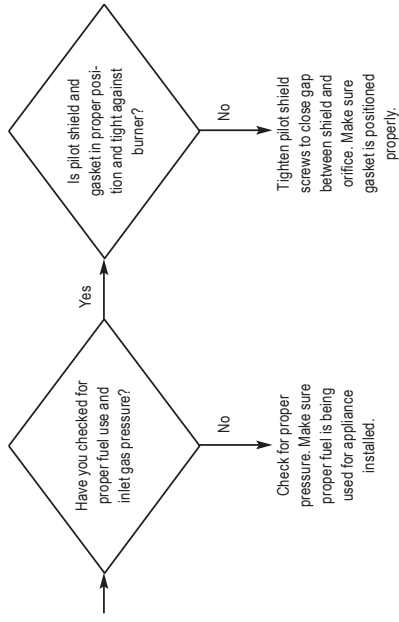 Have you checked for
proper fuel use and
inlet gas pressure?
No
Check for proper
pressure. Make sure
proper fuel is being
used for appliance
installed.
Yes
Is pilot shield and
gasket in proper posi-
tion and tight against
burner?
No
Tighten pilot shield
screws to close gap
between shield and
orifice. Make sure
gasket is positioned
properly.